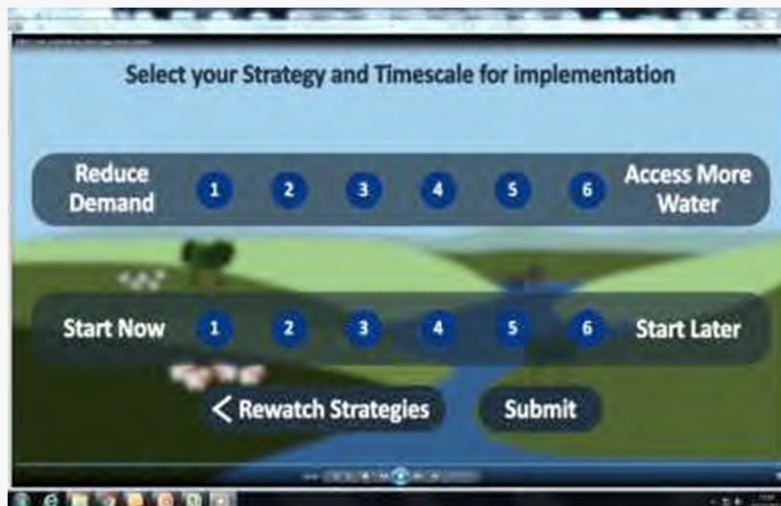 Select your Strategy and Timescale for implementation
Reduce Demand 1 2 3 4 5 6 Access More Water
Start Now 1 2 3 4 5 6 Start Later
< Rewatch Strategies Submit